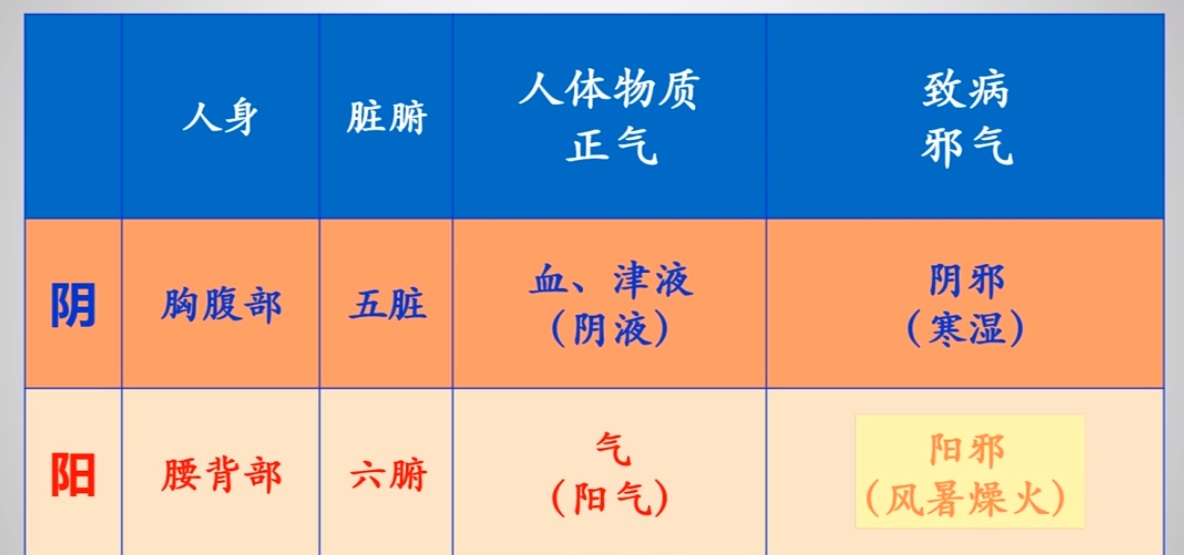 人身
脏腑
人体物质
正气
致病
邪气
阴
胸腹部
五脏
血、津液
（阴液）
阴邪
（寒湿）
阳
腰背部
六腑
气
（阳气）
阳邪
（风暑燥火）